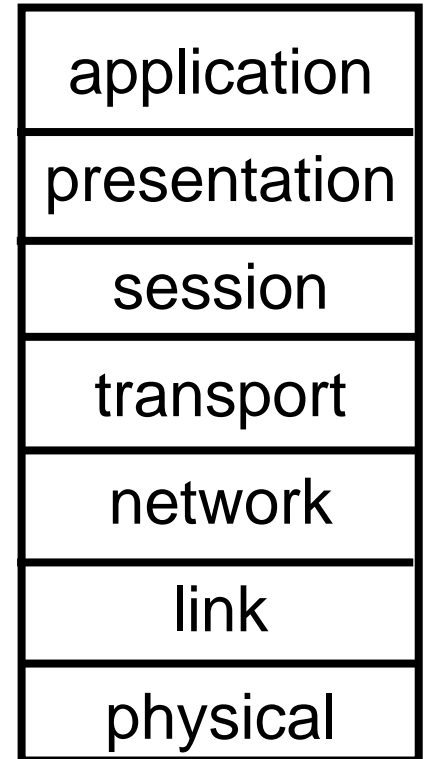 application
presentation
session
transport
network
link
physical